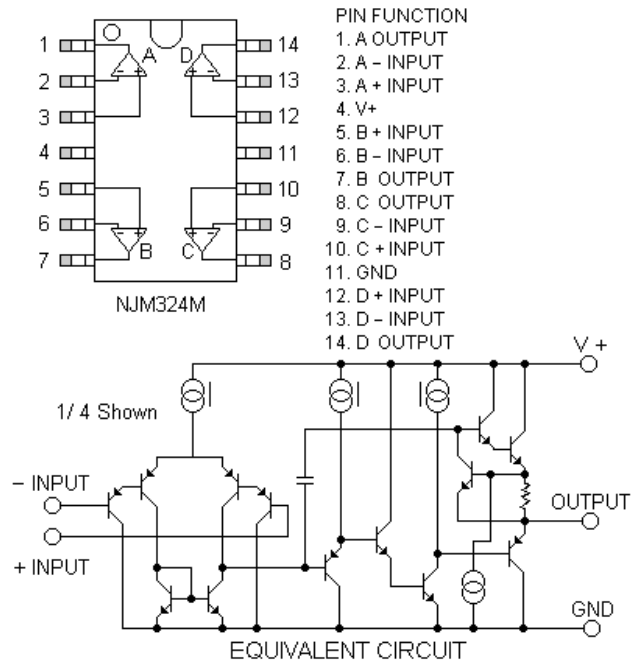 1
2
3
4
5
6
7
A
D
B
C
14
13
12
11
10
9
8
NJM324M
PIN FUNCTION
1. A OUTPUT
2. A – INPUT
3. A + INPUT
4. V+
5. B + INPUT
6. B – INPUT
7. B OUTPUT
8. C OUTPUT
9. C – INPUT
10. C + INPUT
11. GND
12. D + INPUT
13. D – INPUT
14. D OUTPUT
V +
1/ 4 Shown
– INPUT
+ INPUT
OUTPUT
GND
EQUIVALENT CIRCUIT